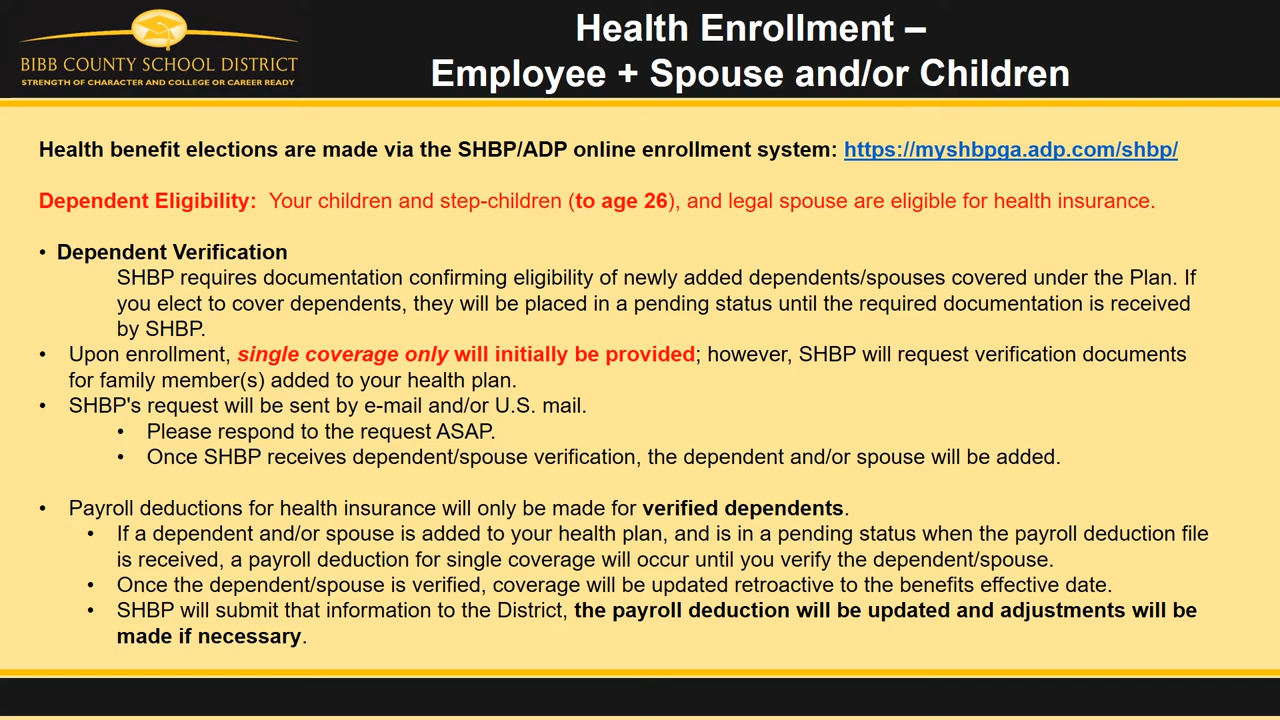 BIBB COUNTY SCHOOL DISTRICT
STRENGTH OF CHARACTER AND COLLEGE OR CAREER READY
Health Enrollment –
Employee + Spouse and/or Children
Health benefit elections are made via the SHBP/ADP online enrollment system: https://myshbpga.adp.com/shbp/
Dependent Eligibility: Your children and step-children (to age 26), and legal spouse are eligible for health insurance.
• Dependent Verification
SHBP requires documentation confirming eligibility of newly added dependents/spouses covered under the Plan. If
you elect to cover dependents, they will be placed in a pending status until the required documentation is received
by SHBP.
• Upon enrollment, single coverage only will initially be provided; however, SHBP will request verification documents
for family member(s) added to your health plan.
• SHBP's request will be sent by e-mail and/or U.S. mail.
• Please respond to the request ASAP.
• Once SHBP receives dependent/spouse verification, the dependent and/or spouse will be added.
• Payroll deductions for health insurance will only be made for verified dependents.
• If a dependent and/or spouse is added to your health plan, and is in a pending status when the payroll deduction file
is received, a payroll deduction for single coverage will occur until you verify the dependent/spouse.
• Once the dependent/spouse is verified, coverage will be updated retroactive to the benefits effective date.
• SHBP will submit that information to the District, the payroll deduction will be updated and adjustments will be
made if necessary.